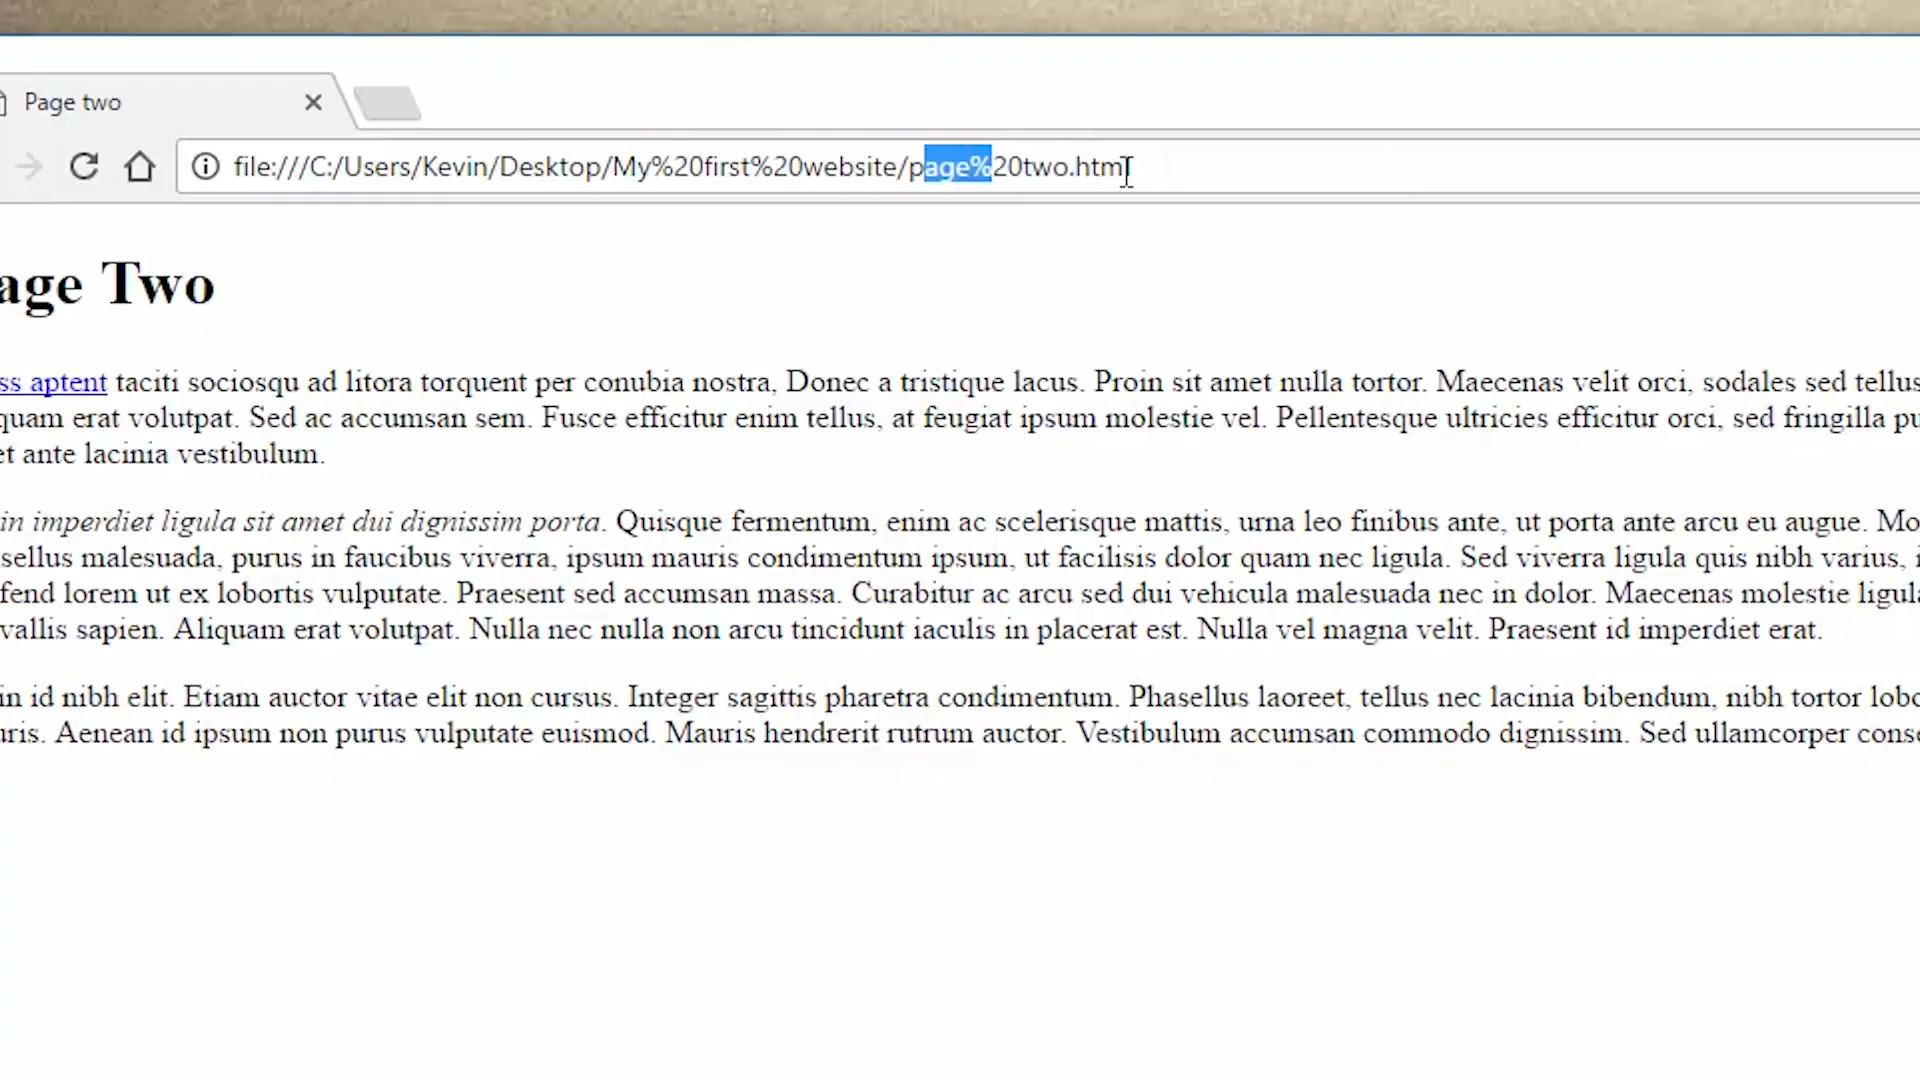 Page two
file:///C:/Users/Kevin/Desktop/My%20first%20website/page%20two.html
age Two
ss aptent taciti sociosqu ad litora torquent per conubia nostra, Donec a tristique lacus. Proin sit amet nulla tortor. Maecenas velit orci, sodales sed tellus
quam erat volutpat. Sed ac accumsan sem. Fusce efficitur enim tellus, at feugiat ipsum molestie vel. Pellentesque ultricies efficitur orci, sed fringilla pu
et ante lacinia vestibulum.
in imperdiet ligula sit amet dui dignissim porta. Quisque fermentum, enim ac scelerisque mattis, urna leo finibus ante, ut porta ante arcu eu augue. Mo
sellus malesuada, purus in faucibus viverra, ipsum mauris condimentum ipsum, ut facilisis dolor quam nec ligula. Sed viverra ligula quis nibh varius, i
fend lorem ut ex lobortis vulputate. Praesent sed accumsan massa. Curabitur ac arcu sed dui vehicula malesuada nec in dolor. Maecenas molestie ligula
vallis sapien. Aliquam erat volutpat. Nulla nec nulla non arcu tincidunt iaculis in placerat est. Nulla vel magna velit. Praesent id imperdiet erat.
in id nibh elit. Etiam auctor vitae elit non cursus. Integer sagittis pharetra condimentum. Phasellus laoreet, tellus nec lacinia bibendum, nibh tortor lobo
uris. Aenean id ipsum non purus vulputate euismod. Mauris hendrerit rutrum auctor. Vestibulum accumsan commodo dignissim. Sed ullamcorper conse